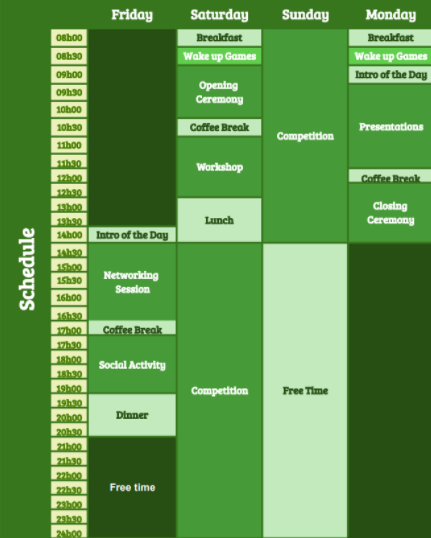 Friday Saturday Sunday Monday
Schedule
08h00 Breakfast Breakfast
08h30 Wake up Games Wake up Games
09h00 Intro of the Day
09h30 Opening
Ceremony
10h00
10h30 Coffee Break Competition Presentations
11h00
11h30 Workshop
12h00 Coffee Break
12h30
13h00 Lunch Closing
Ceremony
13h30
14h00 Intro of the Day
14h30
15h00 Networking
Session
15h30
16h00
16h30
17h00 Coffee Break
17h30
18h00 Social Activity
18h30
19h00 Competition Free Time
19h30
20h00 Dinner
20h30
21h00
21h30
22h00 Free time
22h30
23h00
23h30
24h00